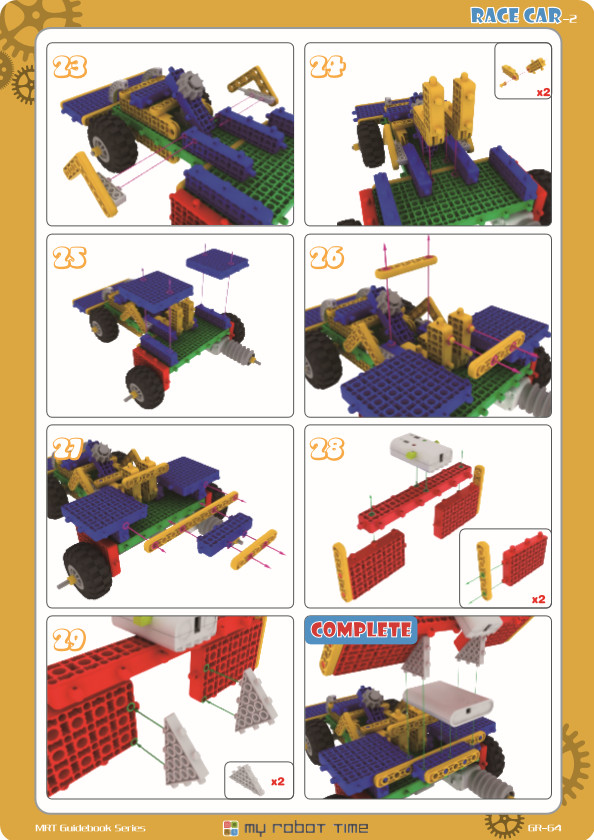 RACE CAR-2
23
24
x2
25
26
27
28
x2
29
x2
COMPLETE
MRT Guidebook Series
my robot time
GR-64